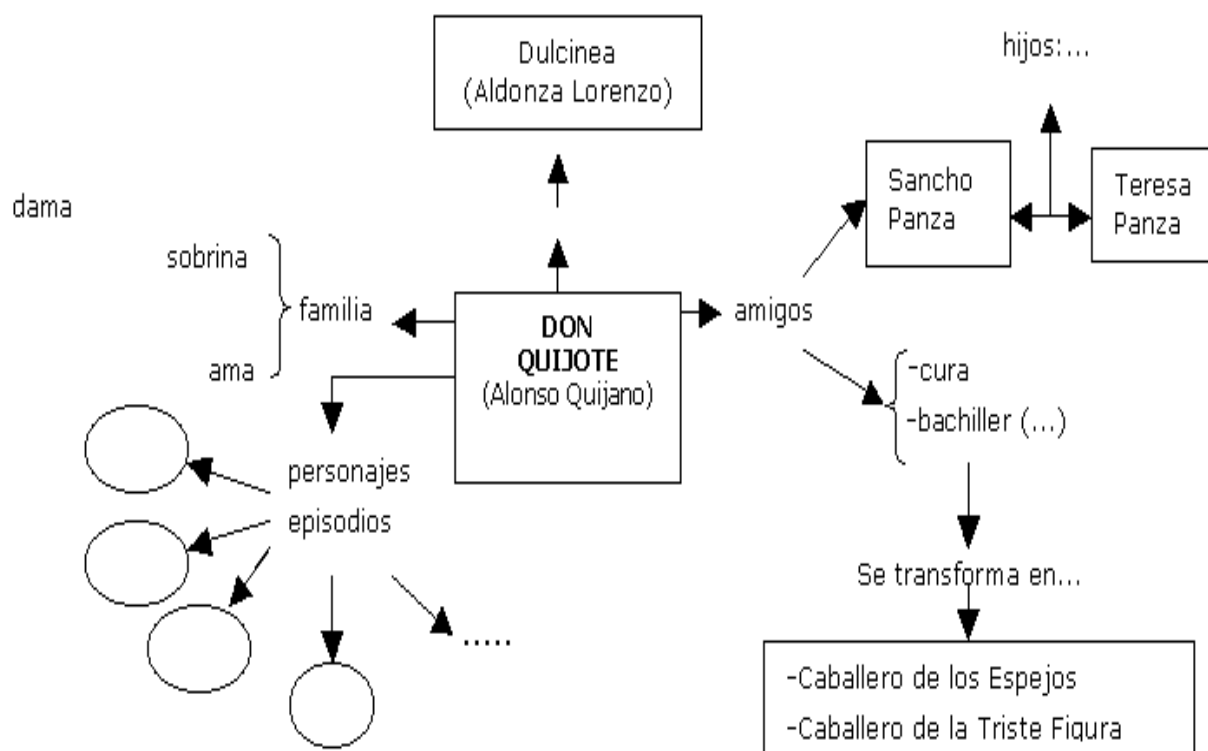 Dulcinea
(Aldonza Lorenzo)
hijos:...
Sancho
Panza
Teresa
Panza
dama
sobrina
familia
ama
DON
QUIJOTE
(Alonso Quijano)
amigos
-cura
-bachiller (...)
personajes
episodios
.....
Se transforma en...
-Caballero de los Espejos
-Caballero de la Triste Figura